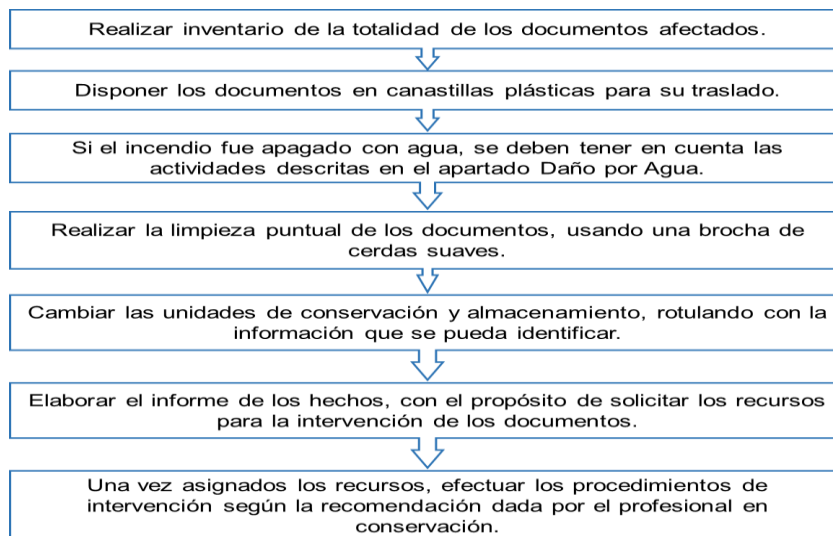 Realizar inventario de la totalidad de los documentos afectados.
Disponer los documentos en canastillas plásticas para su traslado.
Si el incendio fue apagado con agua, se deben tener en cuenta las
actividades descritas en el apartado Daño por Agua.
Realizar la limpieza puntual de los documentos, usando una brocha de
cerdas suaves.
Cambiar las unidades de conservación y almacenamiento, rotulando con la
información que se pueda identificar.
Elaborar el informe de los hechos, con el propósito de solicitar los recursos
para la intervención de los documentos.
Una vez asignados los recursos, efectuar los procedimientos de
intervención según la recomendación dada por el profesional en
conservación.